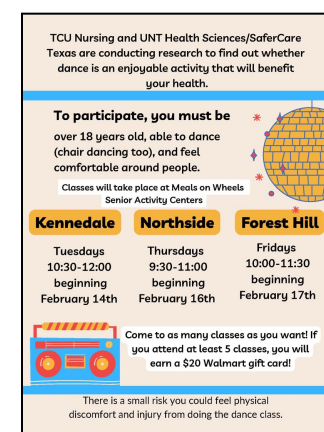 TCU Nursing and UNT Health Sciences/SaferCare
Texas are conducting research to find out whether
dance is an enjoyable activity that will benefit
your health.
To participate, you must be
over 18 years old, able to dance
(chair dancing too), and feel
comfortable around people.
Classes will take place at Meals on Wheels
Senior Activity Centers
Kennedale
Tuesdays
10:30-12:00
beginning
February 14th
Northside
Thursdays
9:30-11:00
beginning
February 16th
Forest Hill
Fridays
10:00-11:30
beginning
February 17th
Come to as many classes as you want! If
you attend at least 5 classes, you will
earn a $20 Walmart gift card!
There is a small risk you could feel physical
discomfort and injury from doing the dance class.